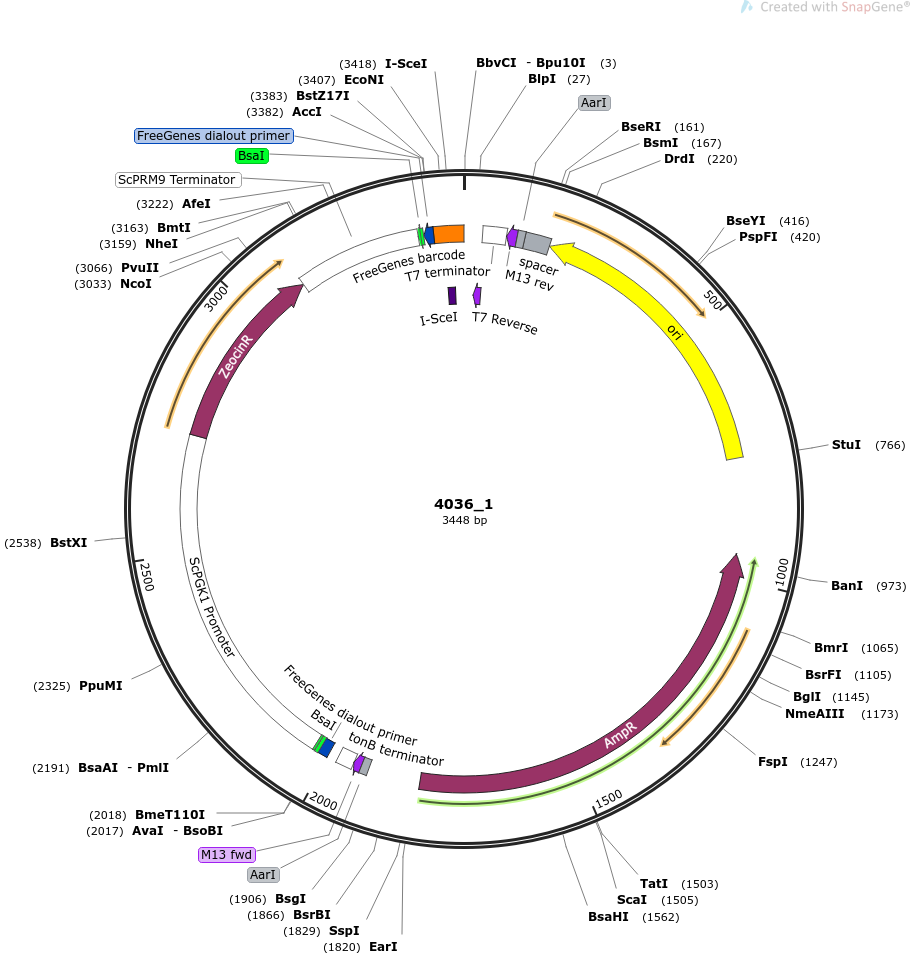 Created with SnapGene®
(3418) I-SceI
BbvCI - Bpu10I (3)
(3407) EcoNI
BlpI (27)
(3383) BstZ17I
AarI
(3382) AccI
BseRI (161)
FreeGenes dialout primer
BsmI (167)
BsaI
DrdI (220)
ScPRM9 Terminator
(3222) AfeI
BseYI (416)
(3163) BmtI
PspFI (420)
(3159) NheI
(3066) PvuII
(3033) NcoI
FreeGenes barcode
T7 terminator
spacer
M13 rev
3000
500
I-SceI
T7 Reverse
ori
ZeocinR
StuI (766)
4036_1
3448 bp
(2538) BstXI
2500
1000
BanI (973)
ScPGK1 Promoter
BmrI (1065)
BsrFI (1105)
(2325) PpuMI
BglI (1145)
NmeAIII (1173)
FreeGenes dialout primer
BsaI
tonB terminator
AmpR
FspI (1247)
(2191) BsaAI - PmlI
2000
1500
(2018) BmeT110I
(2017) AvaI - BsoBI
M13 fwd
AarI
TatI (1503)
(1906) BsgI
ScaI (1505)
(1866) BsrBI
BsaHI (1562)
(1829) SspI
(1820) EarI